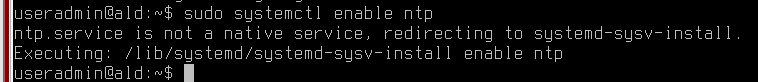 useradmin@ald:~$ sudo systemctl enable ntp
ntp.service is not a native service, redirecting to systemd-sysv-install.
Executing: /lib/systemd/systemd-sysv-install enable ntp
useradmin@ald:~$